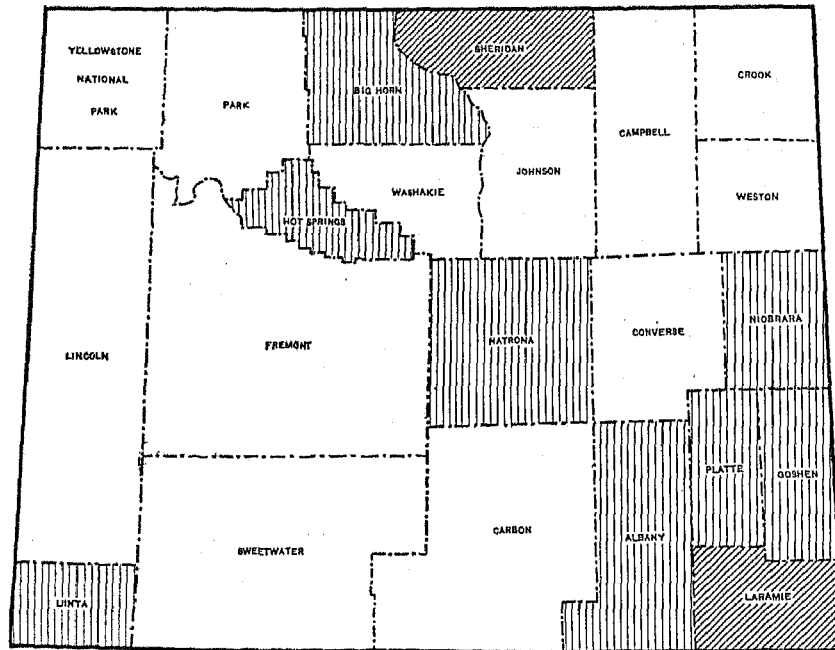 YELLOWSTONE
NATIONAL
PARK
PARK
BIG HORN
SHERIDAN
CAMPBELL
CROOK
WASHAKIE
JOHNSON
WESTON
HOT SPRINGS
LINCOLN
FREMONT
NATRONA
CONVERSE
NIOBRARA
PLATTE
GOSHEN
SWEETWATER
CARBON
ALBANY
UINTA
LARAMIE